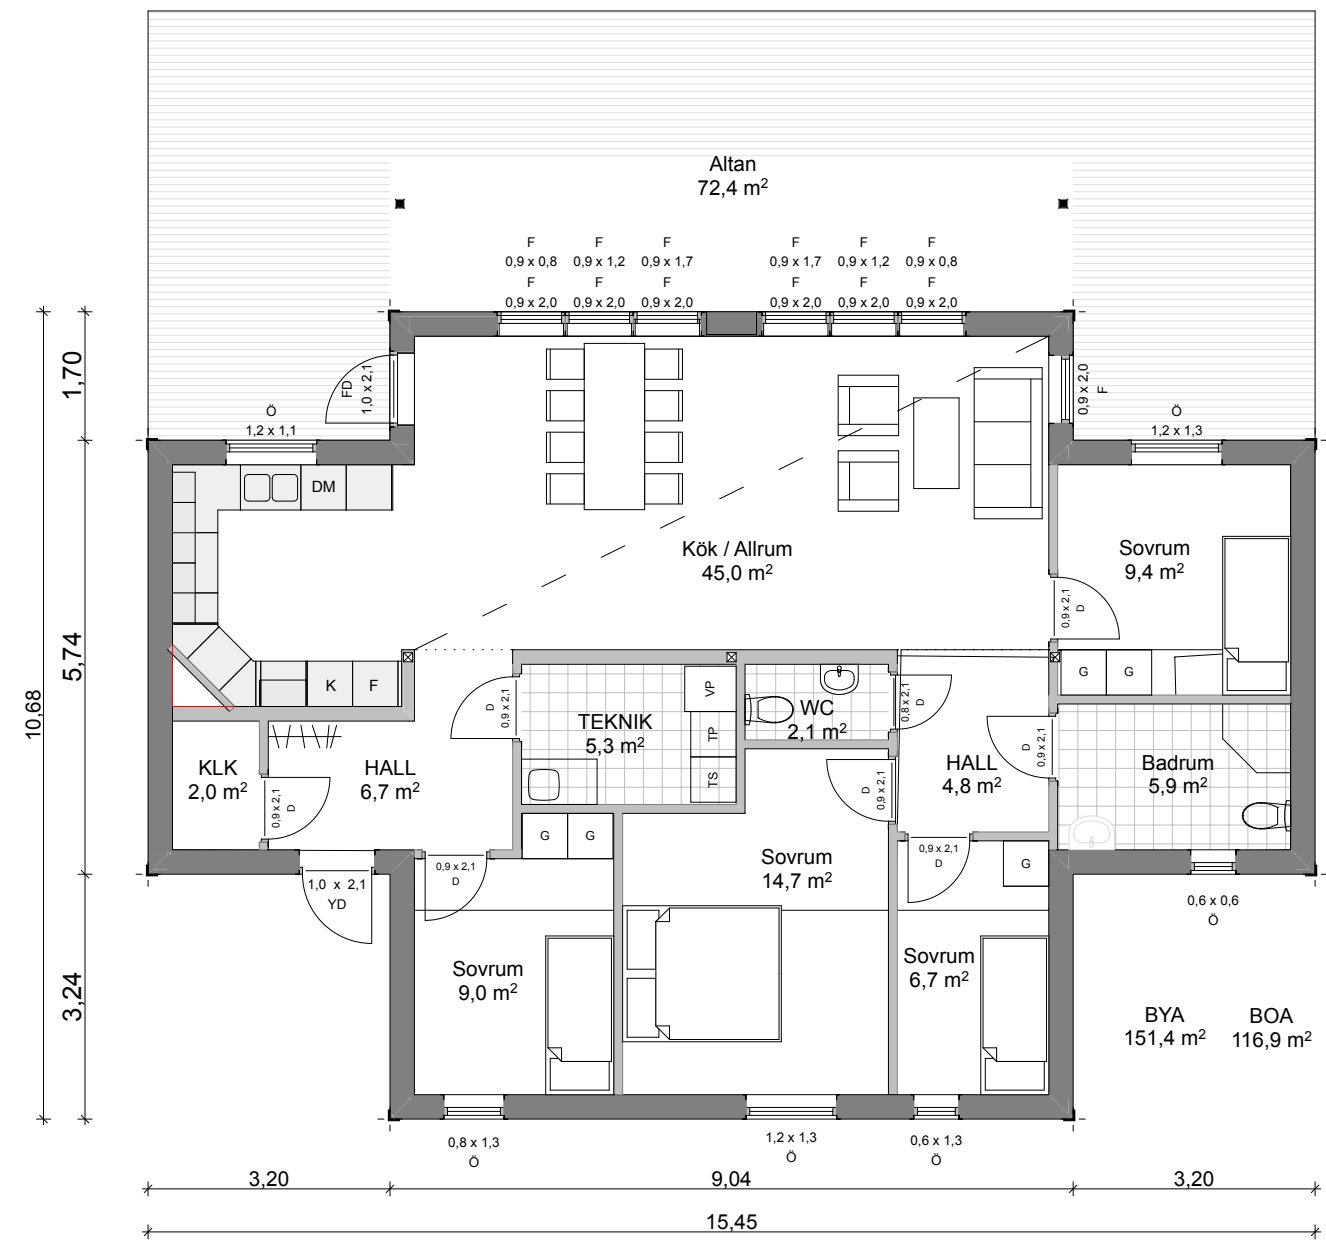 Altan
72,4 m²
F F F F F F
0,9 x 0,8 0,9 x 1,2 0,9 x 1,7 0,9 x 1,7 0,9 x 1,2 0,9 x 0,8
F F F F F F
0,9 x 2,0 0,9 x 2,0 0,9 x 2,0 0,9 x 2,0 0,9 x 2,0 0,9 x 2,0
1,70
FD
1,0 x 2,1
0,9 x 2,0
F
Ö
1,2 x 1,1
Ö
1,2 x 1,3
DM
Kök / Allrum
45,0 m²
Sovrum
9,4 m²
D
0,9 x 2,1
5,74
10,68
K F
G G
D
0,9 x 2,1
VP
TP
TS
TEKNIK
5,3 m²
WC
2,1 m²
0,8 x 2,1
D
D
0,9 x 2,1
KLK
2,0 m²
HALL
6,7 m²
0,9 x 2,1
D
D
0,9 x 2,1
HALL
4,8 m²
Badrum
5,9 m²
G G
0,9 x 2,1
D
Sovrum
14,7 m²
0,9 x 2,1
D
G
1,0 x 2,1
YD
0,6 x 0,6
Ö
3,24
Sovrum
9,0 m²
Sovrum
6,7 m²
BYA
151,4 m²
BOA
116,9 m²
0,8 x 1,3
Ö
1,2 x 1,3
Ö
0,6 x 1,3
Ö
3,20 9,04 3,20
15,45